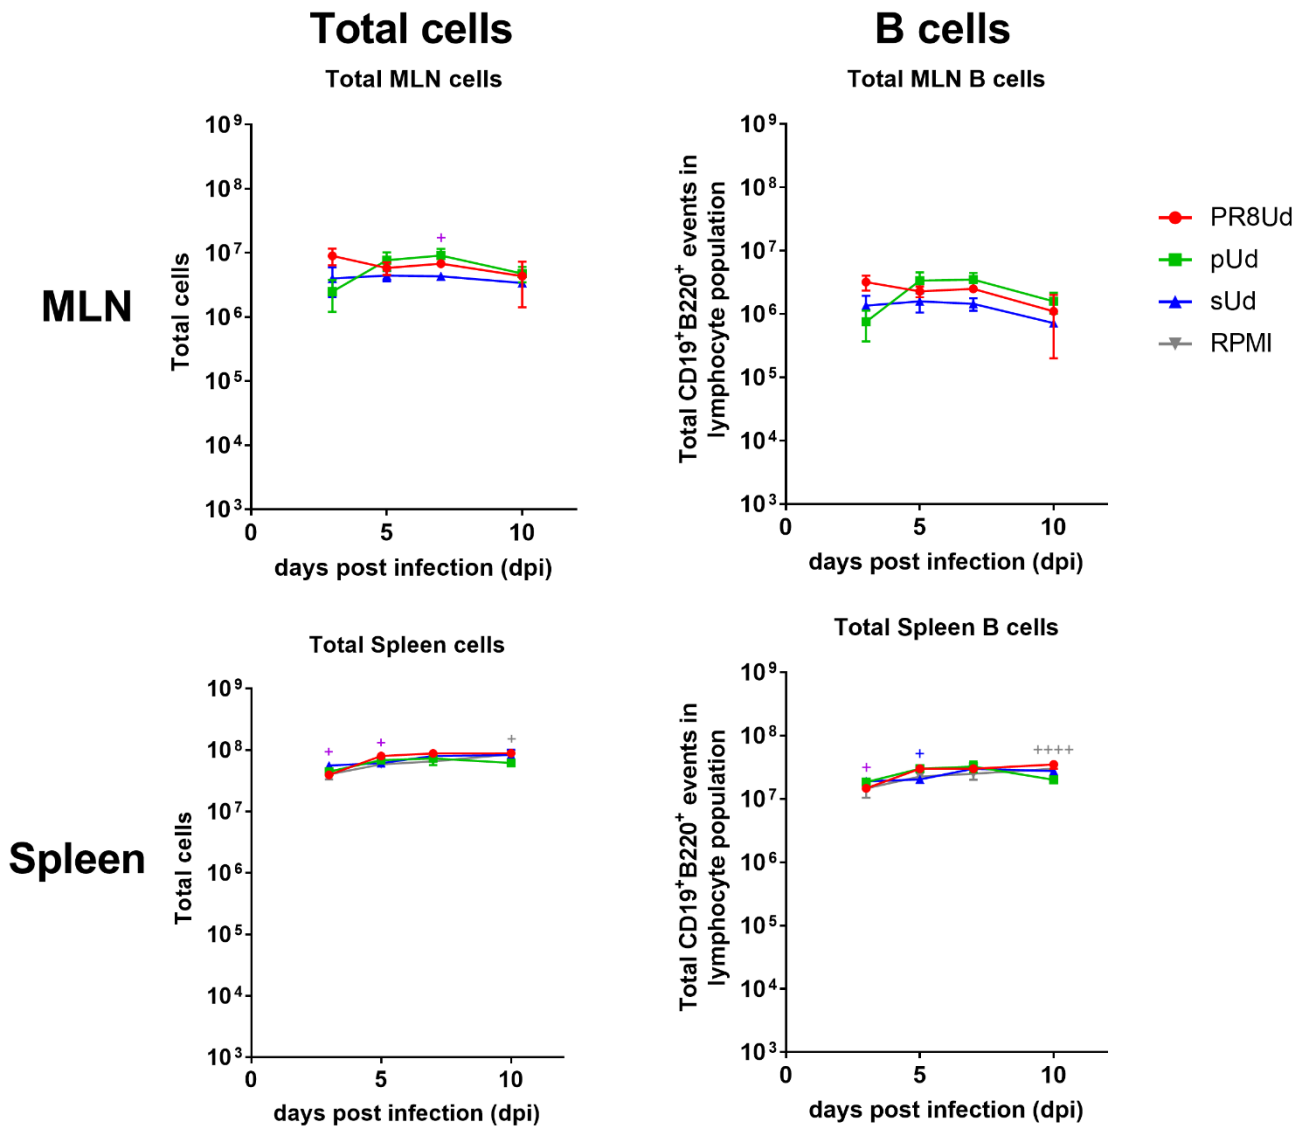 Total cells
B cells
Total MLN cells
Total MLN B cells
MLN
Total cells
10⁹
10⁸
10⁷
10⁶
10⁵
10⁴
10³
+
0
5
10
days post infection (dpi)
Total CD19⁺B220⁺ events in
lymphocyte population
10⁹
10⁸
10⁷
10⁶
10⁵
10⁴
10³
0
5
10
days post infection (dpi)
PR8Ud
pUd
sUd
RPMI
Total Spleen cells
Total Spleen B cells
Spleen
Total cells
10⁹
10⁸
10⁷
10⁶
10⁵
10⁴
10³
+
+
+
0
5
10
days post infection (dpi)
Total CD19⁺B220⁺ events in
lymphocyte population
10⁹
10⁸
10⁷
10⁶
10⁵
10⁴
10³
+
+
++++
0
5
10
days post infection (dpi)